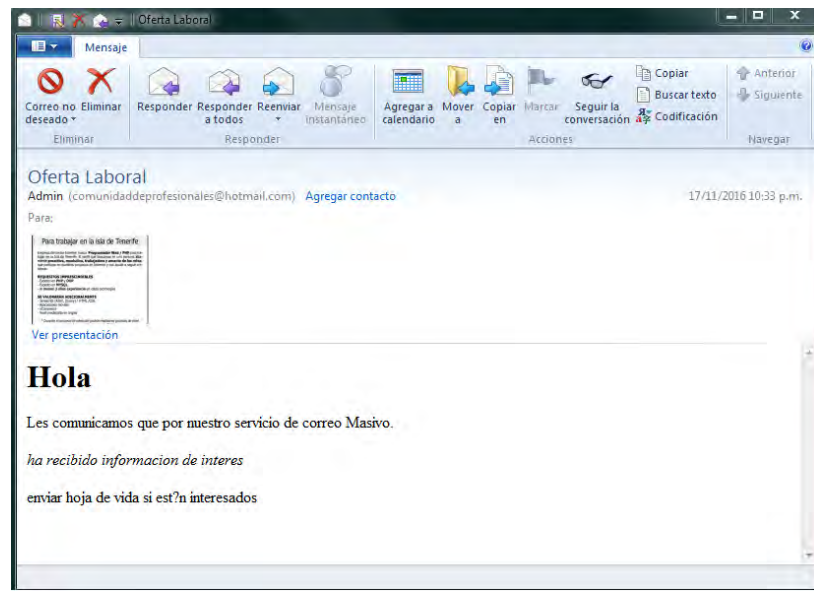 Oferta Laboral
Mensaje
Correo no deseado
Eliminar
Responder
Responder a todos
Reenviar
Mensaje instantáneo
Agregar a calendario
Mover a
Copiar en
Marcar
Seguir la conversación
Copiar
Buscar texto
Codificación
Anterior
Siguiente
Eliminar
Responder
Acciones
Navegar
Oferta Laboral
Admin (comunidaddeprofesionales@hotmail.com) Agregar contacto 17/11/2016 10:33 p.m.
Para:
Para trabajar en la isla de Tenerife
Ver presentación
Hola
Les comunicamos que por nuestro servicio de correo Masivo.
ha recibido informacion de interes
enviar hoja de vida si est?n interesados